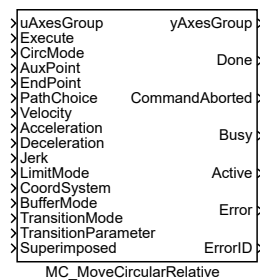 uAxesGroup
Execute
CircMode
AuxPoint
EndPoint
PathChoice
Velocity
Acceleration
Deceleration
Jerk
LimitMode
CoordSystem
BufferMode
TransitionMode
TransitionParameter
Superimposed
yAxesGroup
Done
CommandAborted
Busy
Active
Error
ErrorID
MC_MoveCircularRelative